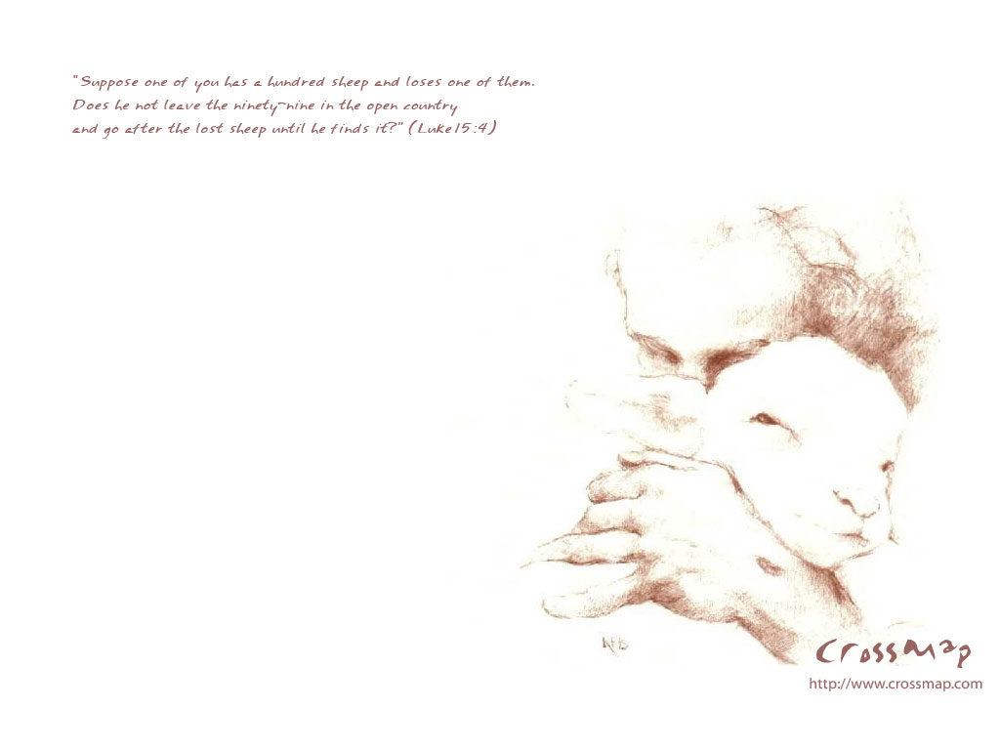 "Suppose one of you has a hundred sheep and loses one of them.
Does he not leave the ninety-nine in the open country
and go after the lost sheep until he finds it?" (Luke15:4)
crossmap
http://www.crossmap.com